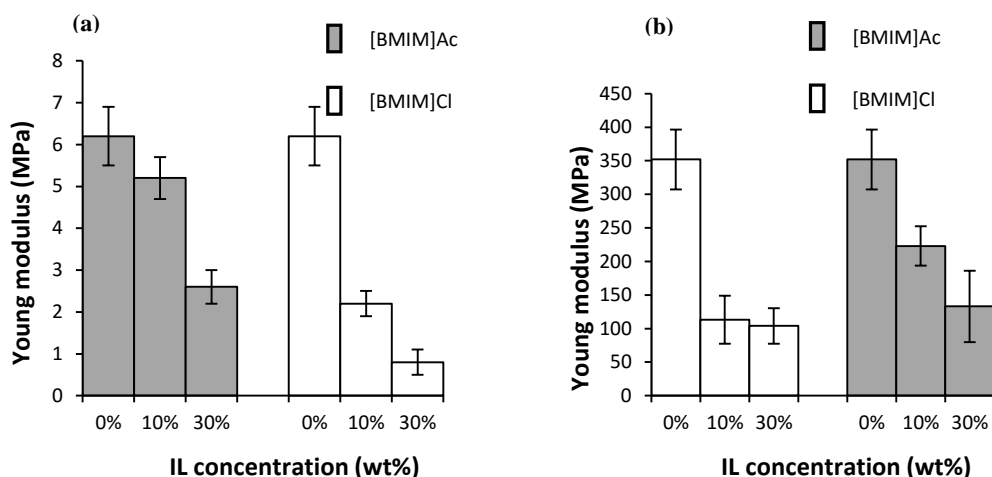 (a)
[BMIM]Ac
[BMIM]Cl
Young modulus (MPa)
8
7
6
5
4
3
2
1
0
0% 10% 30% 0% 10% 30%
IL concentration (wt%)
(b)
[BMIM]Ac
[BMIM]Cl
Young modulus (MPa)
450
400
350
300
250
200
150
100
50
0
0% 10% 30% 0% 10% 30%
IL concentration (wt%)